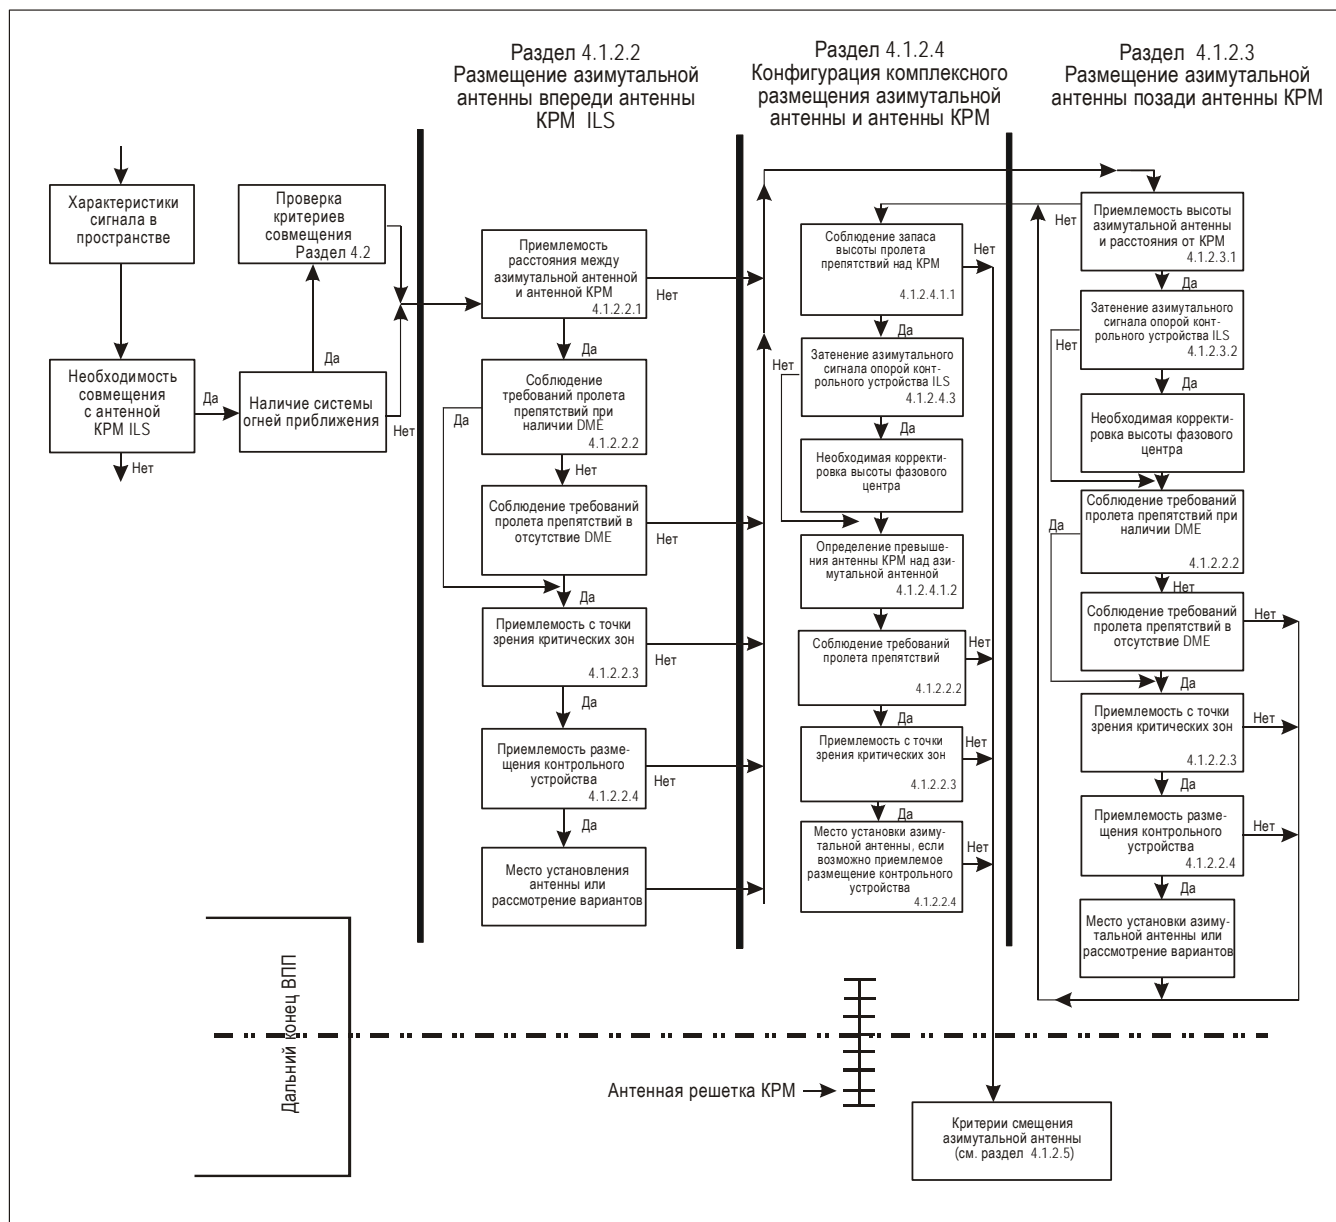 Раздел 4.1.2.2
Размещение азимутальной
антенны впереди антенны
КРМ ILS
Раздел 4.1.2.4
Конфигурация комплексного
размещения азимутальной
антенны и антенны КРМ
Раздел 4.1.2.3
Размещение азимутальной
антенны позади антенны КРМ
Характеристики
сигнала в
пространстве
Необходимость
совмещения
с антенной
КРМ ILS
Да
Нет
Проверка
критериев
совмещения
Раздел 4.2
Да
Наличие системы
огней приближения
Нет
Приемлемость
расстояния между
азимутальной антенной
и антенной КРМ
4.1.2.2.1
Нет
Да
Соблюдение
требований пролета
препятствий при
наличии DME
4.1.2.2.2
Да
Нет
Соблюдение требований
пролета препятствий в
отсутствие DME
Нет
Да
Приемлемость с точки
зрения критических зон
4.1.2.2.3
Нет
Да
Приемлемость разме-
щения контрольного
устройства
4.1.2.2.4
Нет
Да
Место установления
антенны или
рассмотрение вариантов
Соблюдение запаса
высоты пролета
препятствий над КРМ
4.1.2.4.1.1
Нет
Да
Затенение азимутального
сигнала опорой конт-
рольного устройства ILS
4.1.2.4.3
Нет
Да
Необходимая корректи-
ровка высоты фазового
центра
Определение превыше-
ния антенны КРМ над ази-
мутальной антенной
4.1.2.4.1.2
Соблюдение требований
пролета препятствий
4.1.2.2.2
Нет
Да
Приемлемость с точки
зрения критических зон
4.1.2.2.3
Нет
Да
Место установки азиму-
тальной антенны, если
возможно приемлемое
размещение контрольного
устройства
4.1.2.2.4
Нет
Нет
Приемлемость высоты
азимутальной антенны
и расстояния от КРМ
4.1.2.3.1
Да
Затенение азимутального
сигнала опорой конт-
рольного устройства ILS
4.1.2.3.2
Нет
Да
Необходимая корректи-
ровка высоты фазового
центра
Соблюдение требований
пролета препятствий при
наличии DME
4.1.2.2.2
Да
Нет
Соблюдение требований
пролета препятствий в
отсутствие DME
Нет
Да
Приемлемость с точки
зрения критических зон
4.1.2.2.3
Нет
Да
Приемлемость разме-
щения контрольного
устройства
4.1.2.2.4
Нет
Да
Место установки азиму-
тальной антенны или
рассмотрение вариантов
Дальний конец ВПП
Антенная решетка КРМ
Критерии смещения
азимутальной антенны
(см. раздел 4.1.2.5)